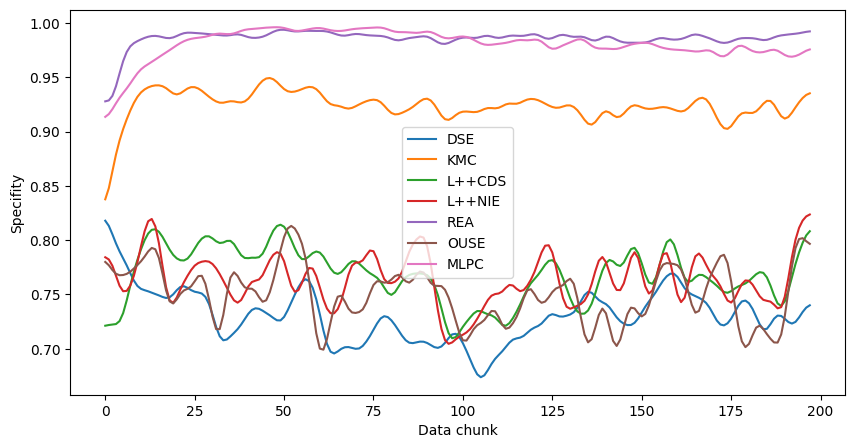 1.00
0.95
0.90
0.85
0.80
0.75
0.70
Specifity
DSE
KMC
L++CDS
L++NIE
REA
OUSE
MLPC
0 25 50 75 100 125 150 175 200
Data chunk